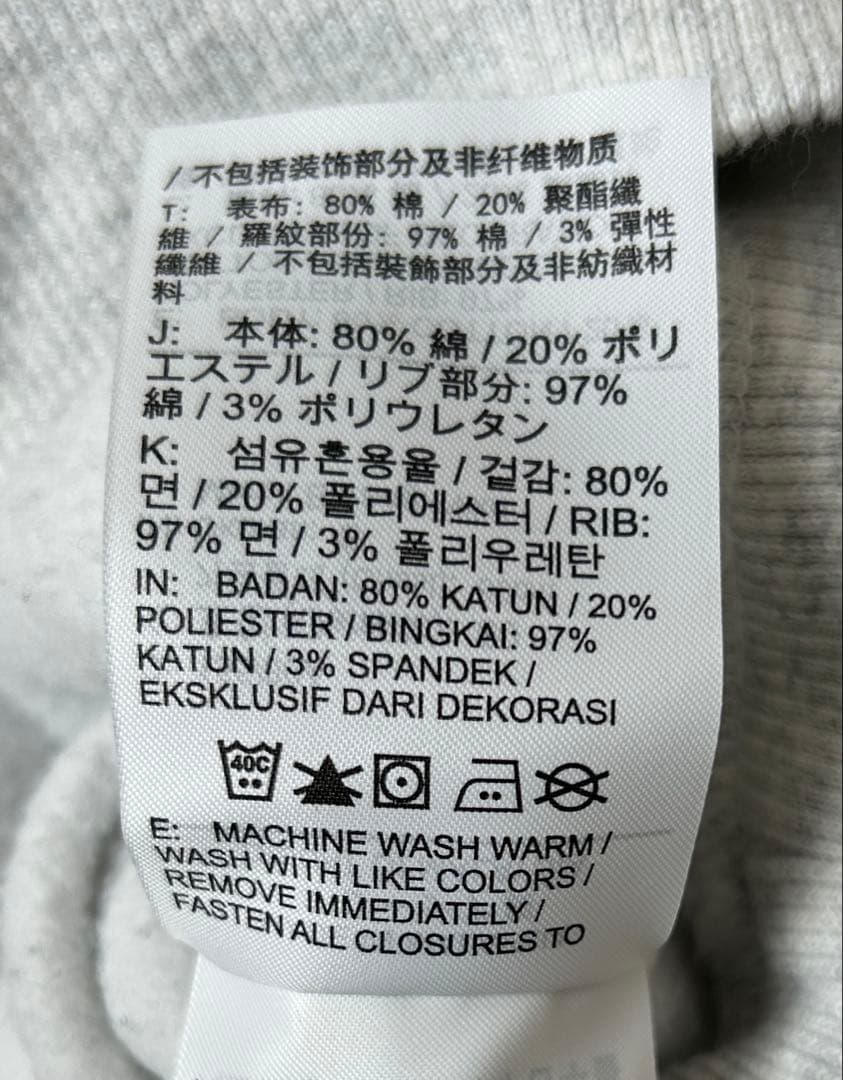 / 不包括装饰部分及非纤维物质
T: 表布: 80% 棉 / 20% 聚酯纖
維 / 羅紋部份: 97% 棉 / 3% 彈性
纖維 / 不包括裝飾部分及非紡織材
料
J: 本体: 80% 綿 / 20% ポリ
エステル / リブ部分: 97%
綿 / 3% ポリウレタン
K: 섬유혼용율 / 겉감: 80%
면 / 20% 폴리에스터 / RIB:
97% 면 / 3% 폴리우레탄
IN: BADAN: 80% KATUN / 20%
POLIESTER / BINGKAI: 97%
KATUN / 3% SPANDEK /
EKSKLUSIF DARI DEKORASI
40C
E: MACHINE WASH WARM /
WASH WITH LIKE COLORS /
REMOVE IMMEDIATELY /
FASTEN ALL CLOSURES TO